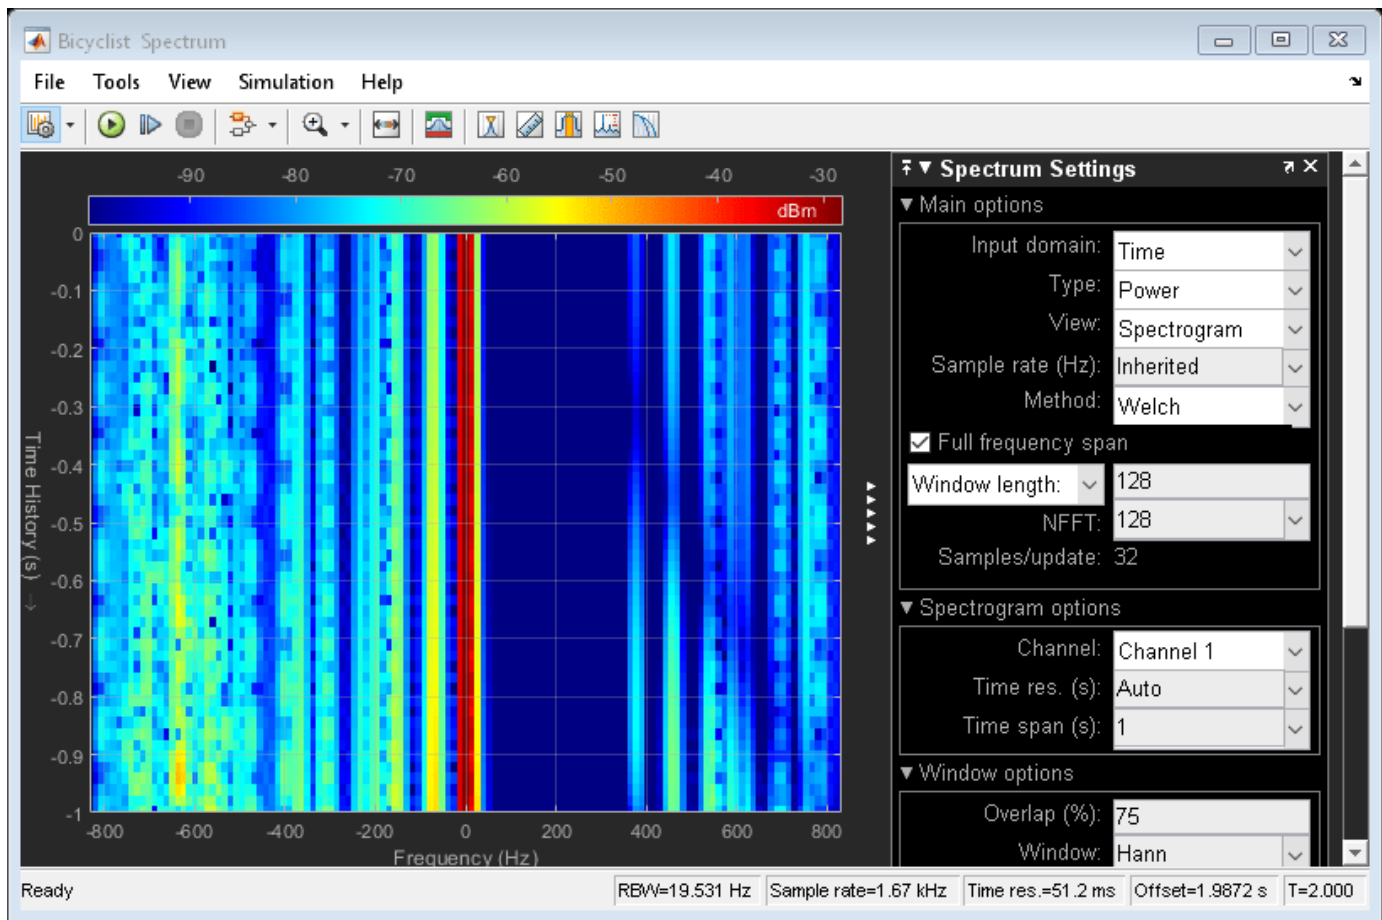 Bicyclist Spectrum
File Tools View Simulation Help
-90 -80 -70 -60 -50 -40 -30
dBm
0
-0.1
-0.2
-0.3
-0.4
-0.5
-0.6
-0.7
-0.8
-0.9
-1
Time History (s) →
-800 -600 -400 -200 0 200 400 600 800
Frequency (Hz)
▼ Spectrum Settings
▼ Main options
Input domain: Time
Type: Power
View: Spectrogram
Sample rate (Hz): Inherited
Method: Welch
Full frequency span
Window length: 128
NFFT: 128
Samples/update: 32
▼ Spectrogram options
Channel: Channel 1
Time res. (s): Auto
Time span (s): 1
▼ Window options
Overlap (%): 75
Window: Hann
Ready RBW=19.531 Hz Sample rate=1.67 kHz Time res.=51.2 ms Offset=1.9872 s T=2.000